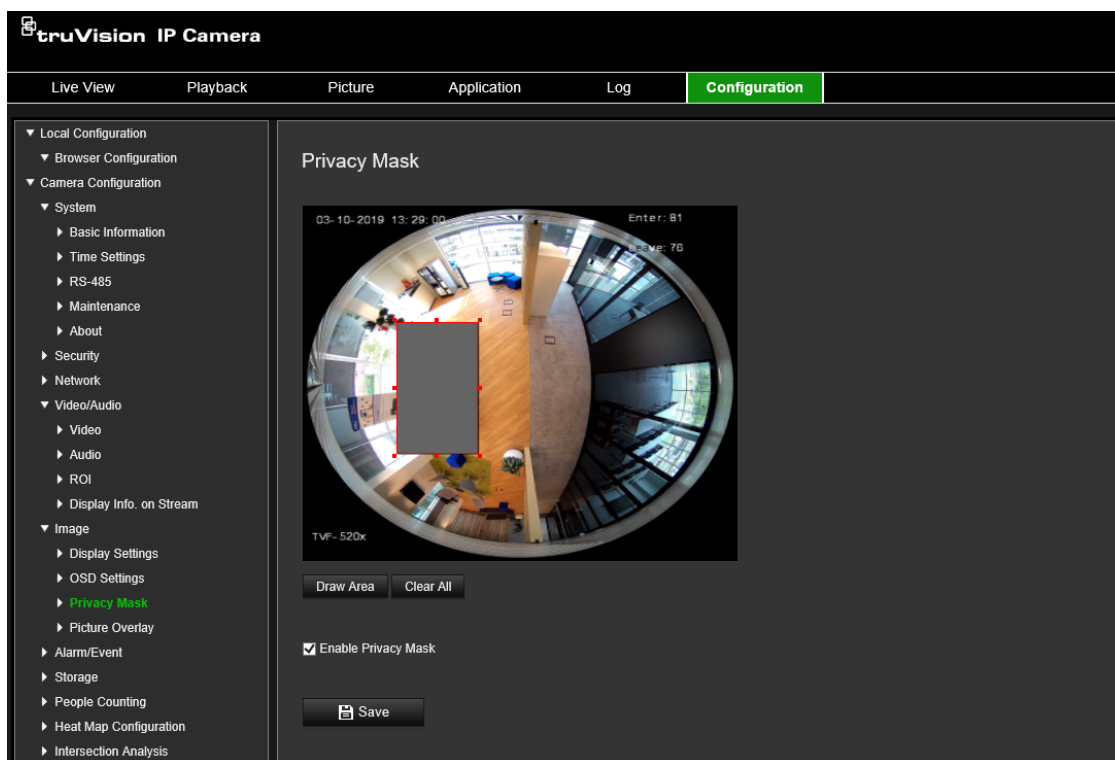 truVision IP Camera
Live View Playback Picture Application Log Configuration
Local Configuration
Browser Configuration
Camera Configuration
System
Basic Information
Time Settings
RS-485
Maintenance
About
Security
Network
Video/Audio
Video
Audio
ROI
Display Info. on Stream
Image
Display Settings
OSD Settings
Privacy Mask
Picture Overlay
Alarm/Event
Storage
People Counting
Heat Map Configuration
Intersection Analysis
Privacy Mask
03-10-2019 13:29:00 Enter: 81
Leave: 76
TVF-520x
Draw Area Clear All
Enable Privacy Mask
Save